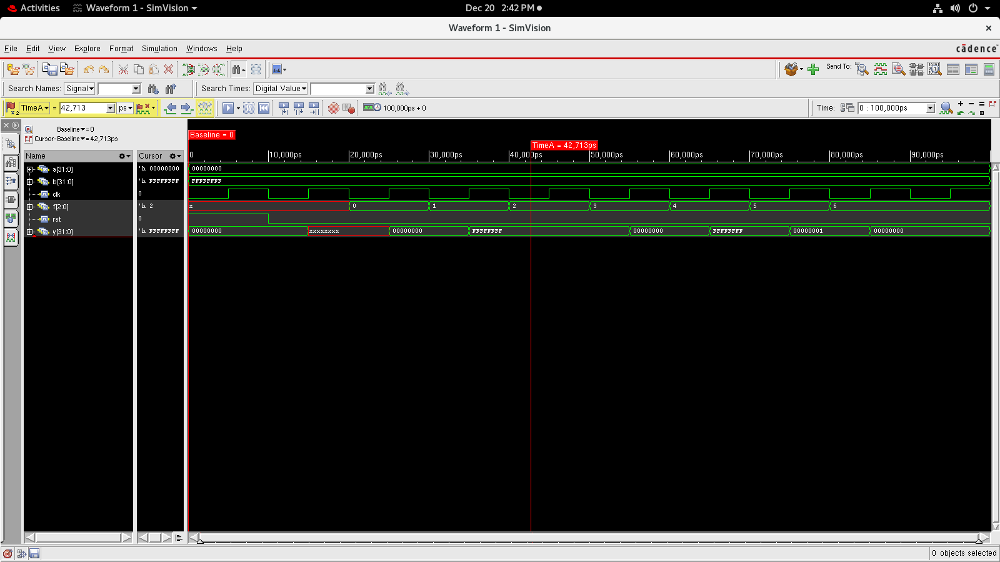 Activities Waveform 1 - SimVision Dec 20 2:42 PM
Waveform 1 - SimVision
File Edit View Explore Format Simulation Windows Help cādence
Send To:
Search Names: Signal Search Times: Digital Value
TimeA = 42,713 ps 100,000ps + 0 Time: 0 : 100,000ps
Baseline = 0
Cursor-Baseline = 42,713ps
Baseline = 0
TimeA = 42,713ps
Name Cursor 0 10,000ps 20,000ps 30,000ps 40,000ps 50,000ps 60,000ps 70,000ps 80,000ps 90,000ps
a[31:0] 'h 00000000 00000000
b[31:0] 'h FFFFFFFF FFFFFFFF
clk 0
f[2:0] 'h 2 x 0 1 2 3 4 5 6
rst 0
y[31:0] 'h FFFFFFFF 00000000 xxxxxxxx 00000000 FFFFFFFF 00000000 FFFFFFFF 00000001 00000000
0 objects selected